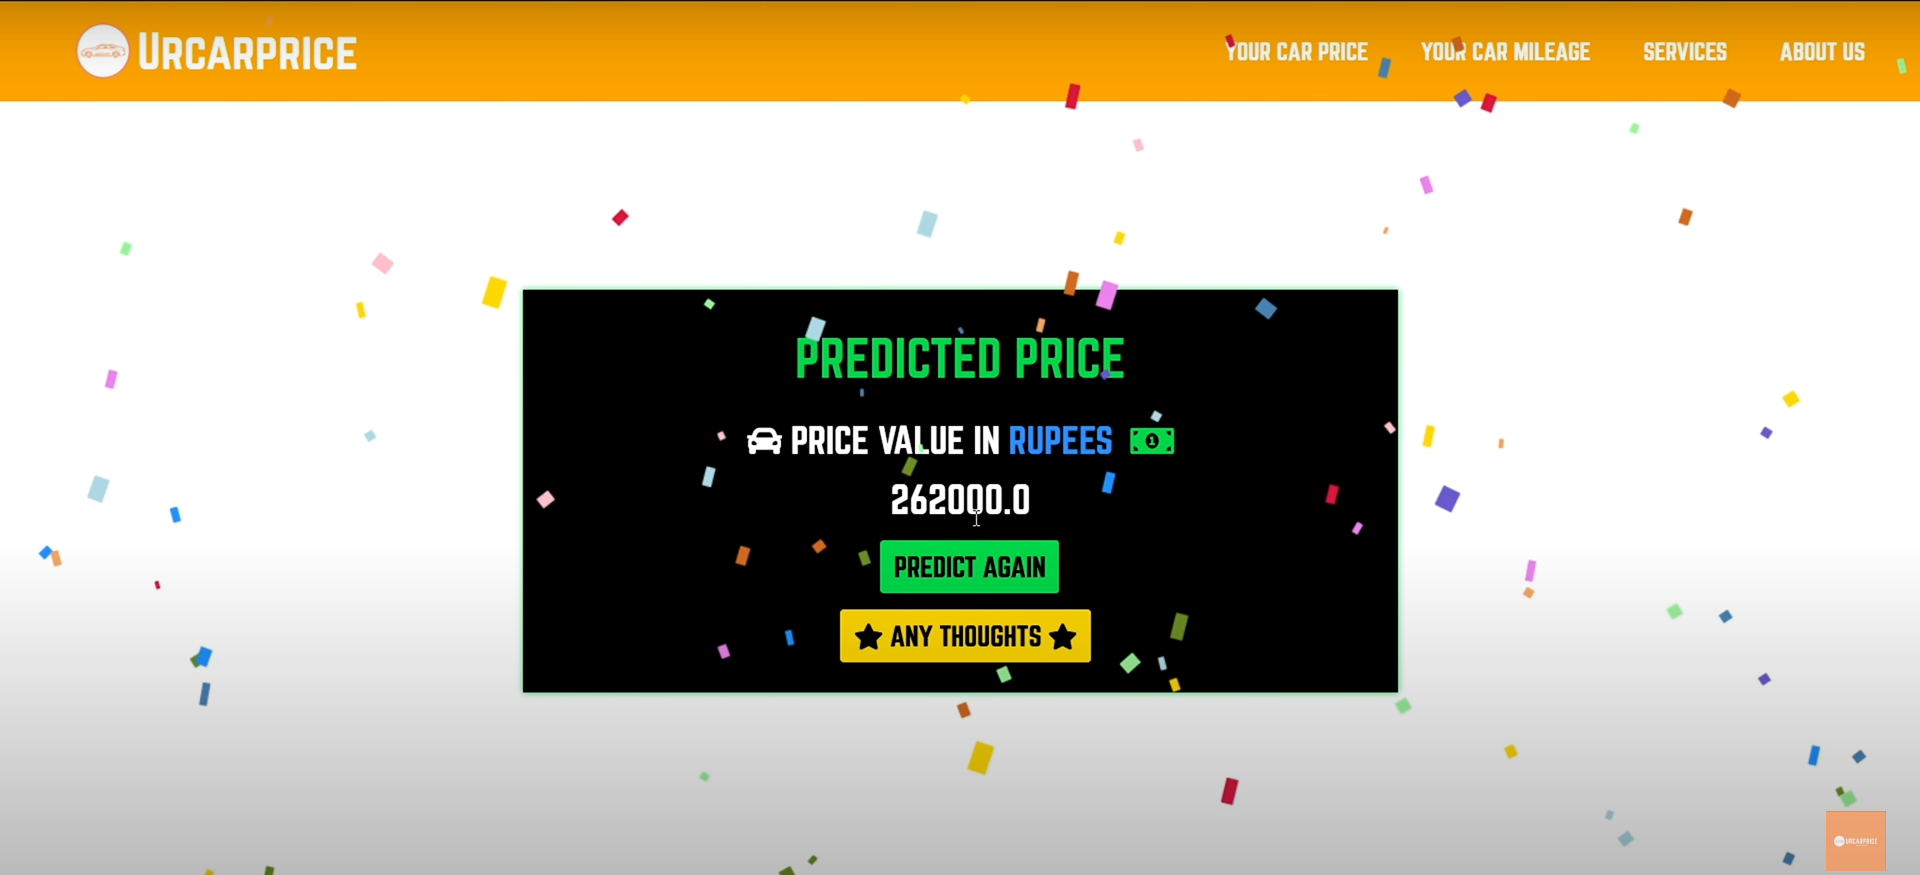 URCARPRICE
YOUR CAR PRICE
YOUR CAR MILEAGE
SERVICES
ABOUT US
PREDICTED PRICE
PRICE VALUE IN RUPEES
1
262000.0
PREDICT AGAIN
ANY THOUGHTS
URCARPRICE